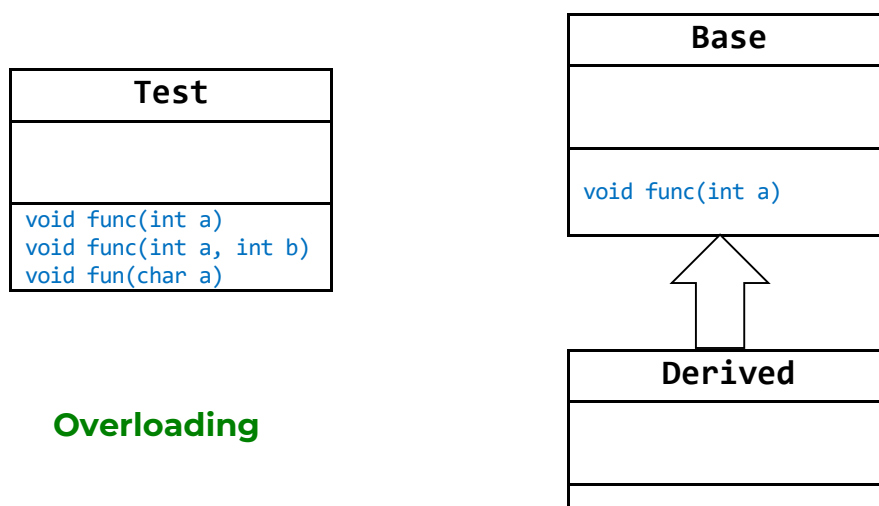 Test
void func(int a)
void func(int a, int b)
void fun(char a)
Overloading
Base
void func(int a)
Derived